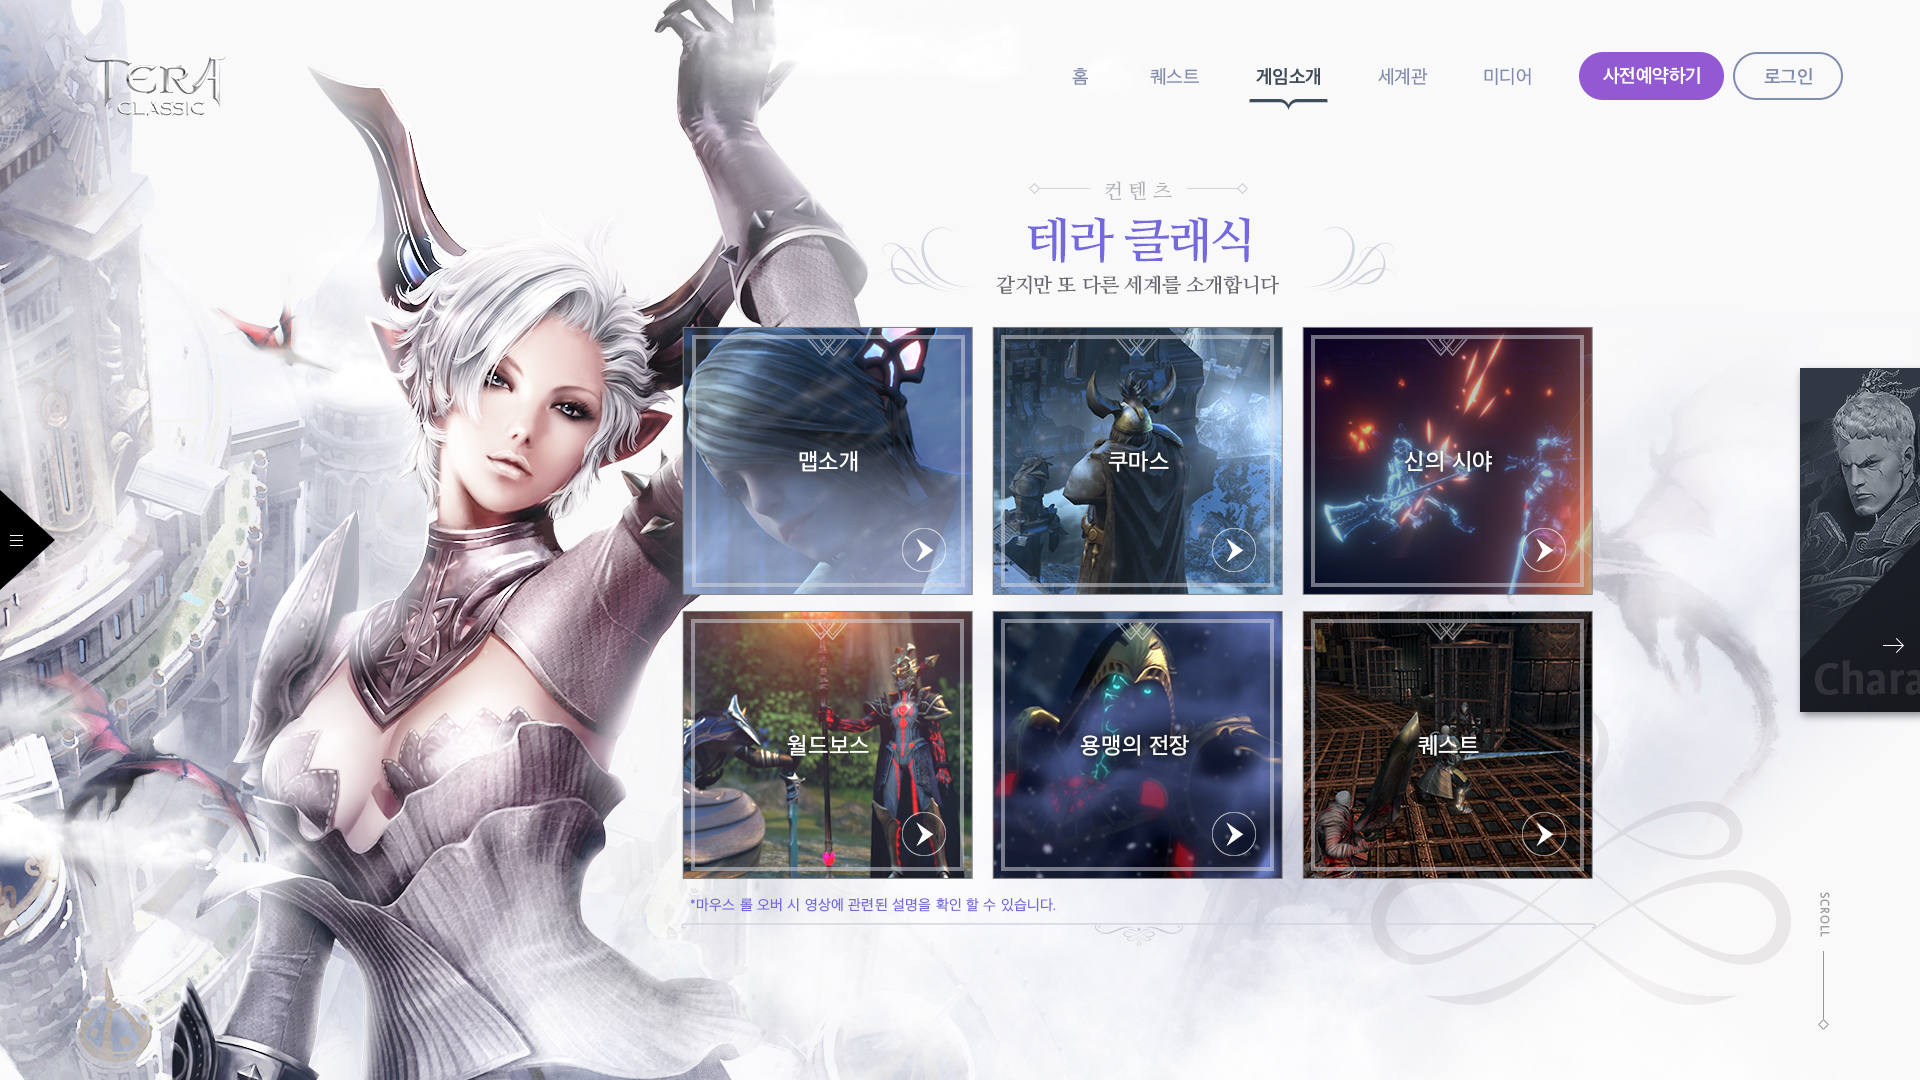 TERA
CLASSIC
홈
퀘스트
게임소개
세계관
미디어
사전예약하기
로그인
컨텐츠
테라 클래식
같지만 또 다른 세계를 소개합니다
맵소개
쿠마스
신의 시야
월드보스
용맹의 전장
퀘스트
*마우스 롤 오버 시 영상에 관련된 설명을 확인 할 수 있습니다.
Chara
SCROLL